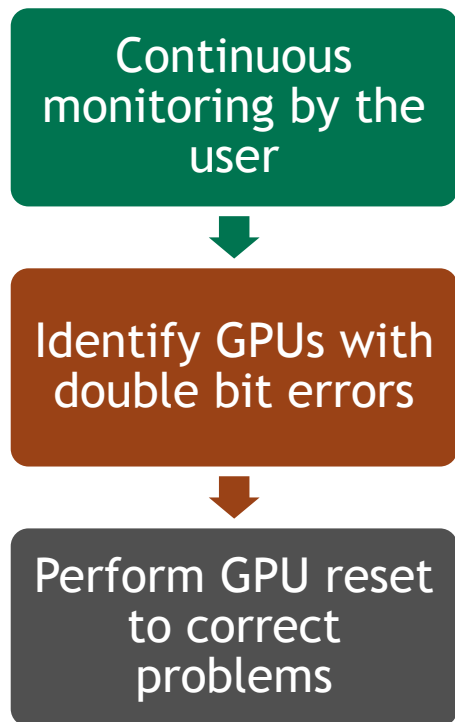 Continuous
monitoring by the
user
Identify GPUs with
double bit errors
Perform GPU reset
to correct
problems